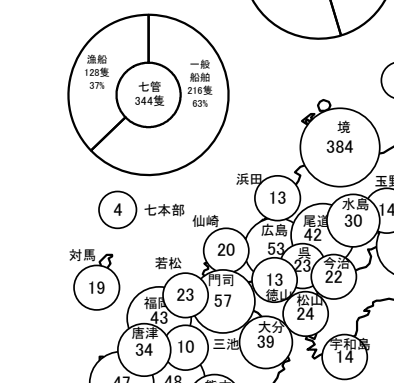 漁船
128隻
37%
一般
船舶
216隻
63%
七管
344隻
境
384
浜田
13
水島
30
14
4
七本部
仙崎
20
広島
53
尾道
42
呉
23
今治
22
対馬
19
若松
23
門司
57
13
徳山
松山
24
43
唐津
34
10
三池
大分
39
宇和島
14
47
48